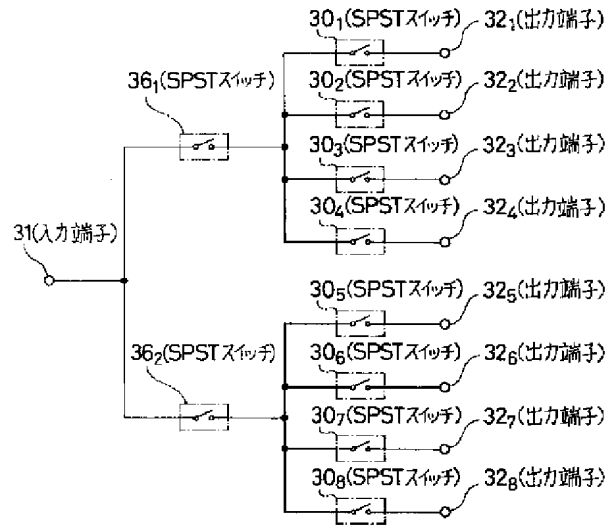 30₁(SPSTスイッチ) 32₁(出力端子)
36₁(SPSTスイッチ)
30₂(SPSTスイッチ) 32₂(出力端子)
30₃(SPSTスイッチ) 32₃(出力端子)
30₄(SPSTスイッチ) 32₄(出力端子)
31(入力端子)
30₅(SPSTスイッチ) 32₅(出力端子)
36₂(SPSTスイッチ)
30₆(SPSTスイッチ) 32₆(出力端子)
30₇(SPSTスイッチ) 32₇(出力端子)
30₈(SPSTスイッチ) 32₈(出力端子)